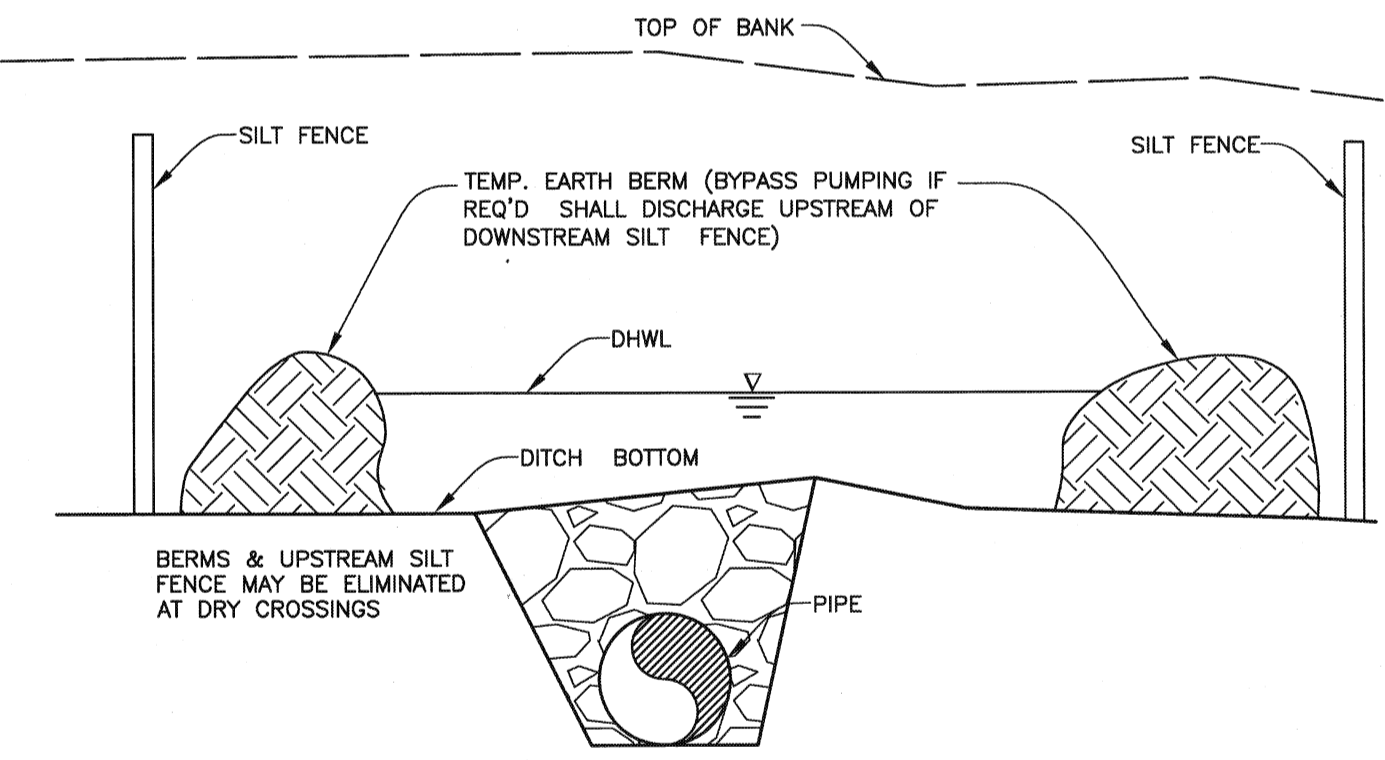 TOP OF BANK
SILT FENCE
SILT FENCE
TEMP. EARTH BERM (BYPASS PUMPING IF
REQ'D SHALL DISCHARGE UPSTREAM OF
DOWNSTREAM SILT FENCE)
DHWL
DITCH BOTTOM
BERMS & UPSTREAM SILT
FENCE MAY BE ELIMINATED
AT DRY CROSSINGS
PIPE